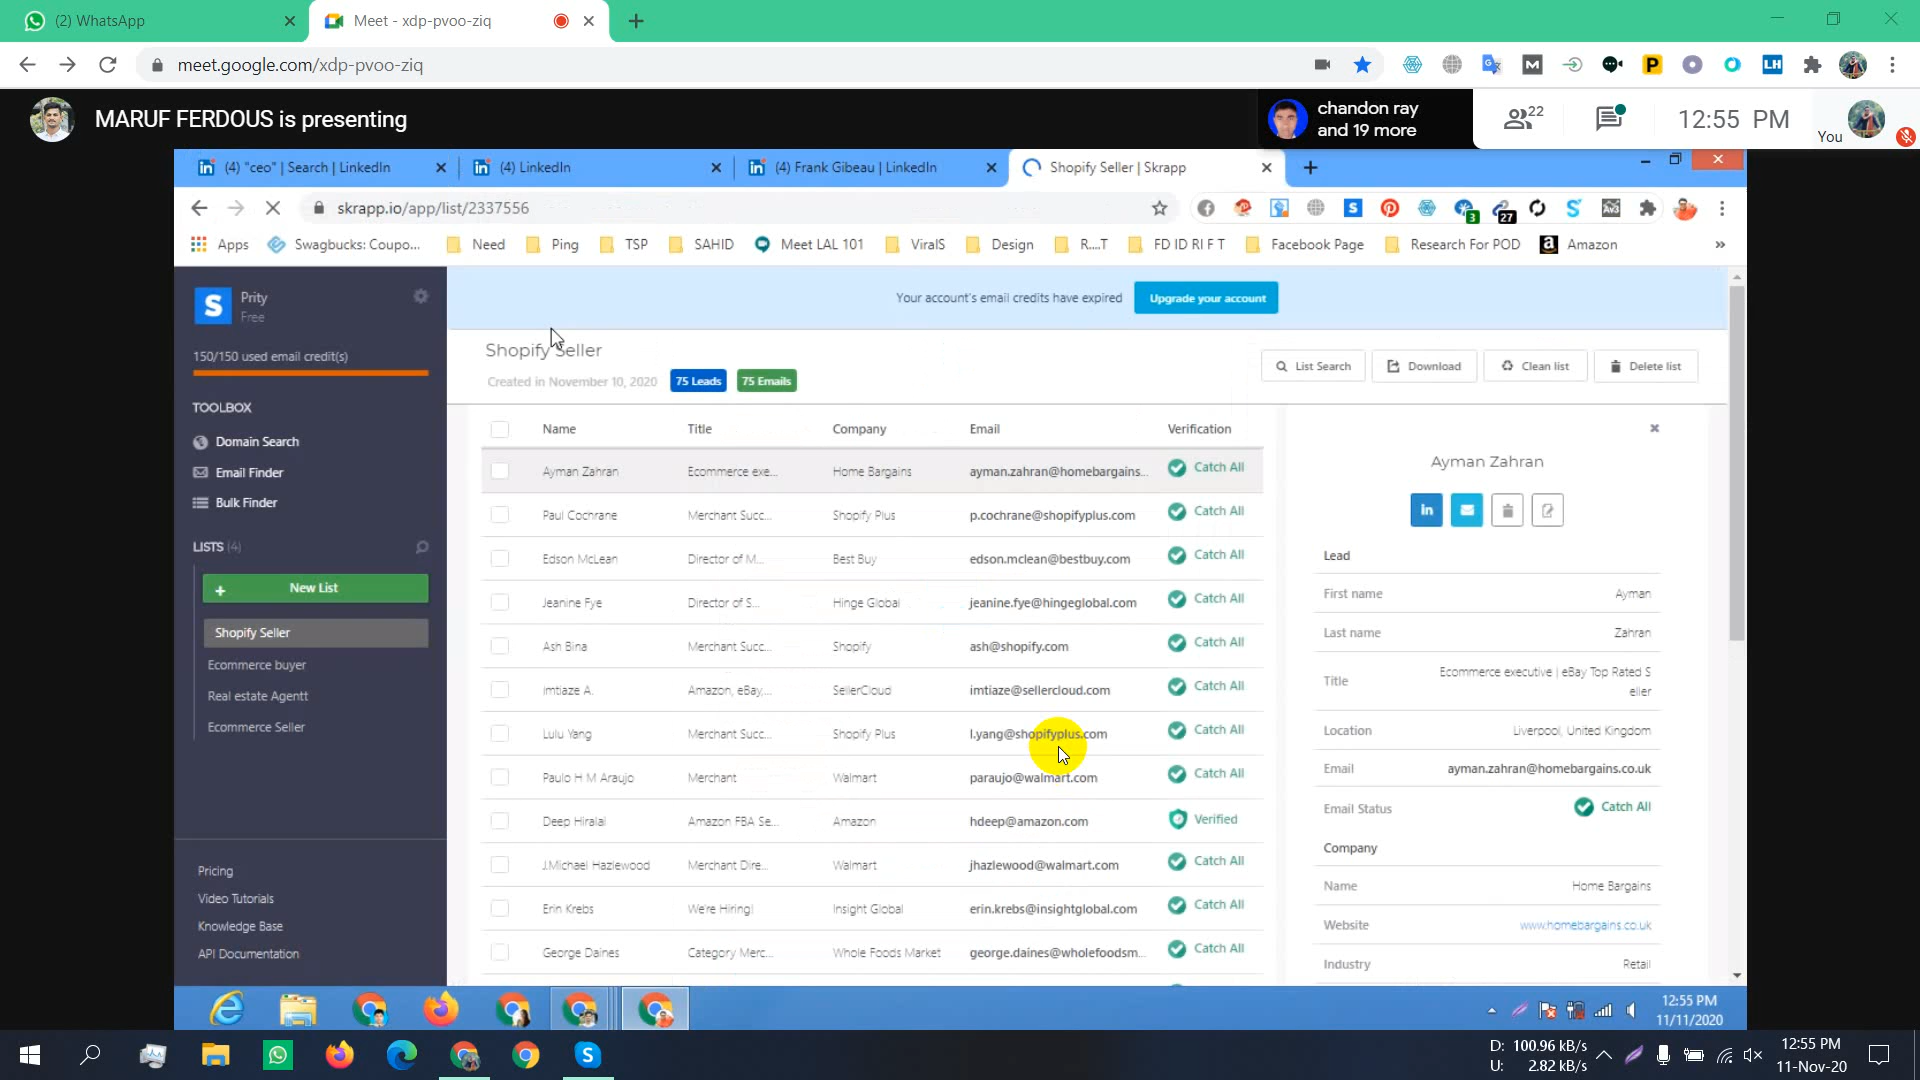 (2) WhatsApp
Meet - xdp-pvoo-ziq
meet.google.com/xdp-pvoo-ziq
MARUF FERDOUS is presenting
chandon ray
and 19 more
22
12:55 PM
You
(4) "ceo" | Search | LinkedIn
(4) LinkedIn
(4) Frank Gibeau | LinkedIn
Shopify Seller | Skrapp
skrapp.io/app/list/2337556
3
27
Apps
Swagbucks: Coupo...
Need
Ping
TSP
SAHID
Meet LAL 101
ViralS
Design
R....T
FD ID RI F T
Facebook Page
Research For POD
Amazon
»
Prity
Free
150/150 used email credit(s)
TOOLBOX
Domain Search
Email Finder
Bulk Finder
LISTS (4)
New List
Shopify Seller
Ecommerce buyer
Real estate Agentt
Ecommerce Seller
Pricing
Video Tutorials
Knowledge Base
API Documentation
Your account's email credits have expired
Upgrade your account
Shopify Seller
Created in November 10, 2020
75 Leads
75 Emails
List Search
Download
Clean list
Delete list
Name Title Company Email Verification
Ayman Zahran Ecommerce exe... Home Bargains ayman.zahran@homebargains... Catch All
Paul Cochrane Merchant Succ... Shopify Plus p.cochrane@shopifyplus.com Catch All
Edson McLean Director of M... Best Buy edson.mclean@bestbuy.com Catch All
Jeanine Fye Director of S... Hinge Global jeanine.fye@hingeglobal.com Catch All
Ash Bina Merchant Succ... Shopify ash@shopify.com Catch All
Imtiaze A. Amazon, eBay,... SellerCloud imtiaze@sellercloud.com Catch All
Lulu Yang Merchant Succ... Shopify Plus l.yang@shopifyplus.com Catch All
Paulo H M Araujo Merchant Walmart paraujo@walmart.com Catch All
Deep Hiralal Amazon FBA Se... Amazon hdeep@amazon.com Verified
J.Michael Hazlewood Merchant Dire... Walmart jhazlewood@walmart.com Catch All
Erin Krebs We're Hiring! Insight Global erin.krebs@insightglobal.com Catch All
George Daines Category Merc... Whole Foods Market george.daines@wholefoodsm... Catch All
Ayman Zahran
Lead
First name Ayman
Last name Zahran
Title Ecommerce executive | eBay Top Rated S
eller
Location Liverpool, United Kingdom
Email ayman.zahran@homebargains.co.uk
Email Status Catch All
Company
Name Home Bargains
Website www.homebargains.co.uk
Industry Retail
12:55 PM
11/11/2020
D: 100.96 kB/s
U: 2.82 kB/s
12:55 PM
11-Nov-20